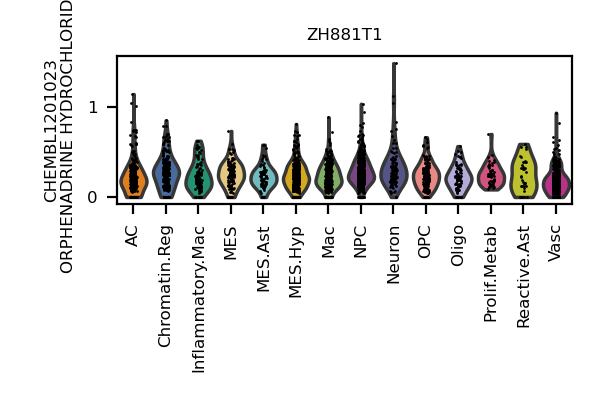 ZH881T1
CHEMBL1201023
ORPHENADRINE HYDROCHLORID
1
0
AC
Chromatin.Reg
Inflammatory.Mac
MES
MES.Ast
MES.Hyp
Mac
NPC
Neuron
OPC
Oligo
Prolif.Metab
Reactive.Ast
Vasc